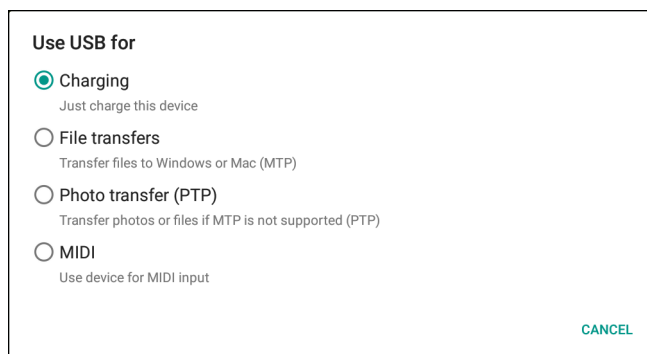 Use USB for
Charging
Just charge this device
File transfers
Transfer files to Windows or Mac (MTP)
Photo transfer (PTP)
Transfer photos or files if MTP is not supported (PTP)
MIDI
Use device for MIDI input
CANCEL